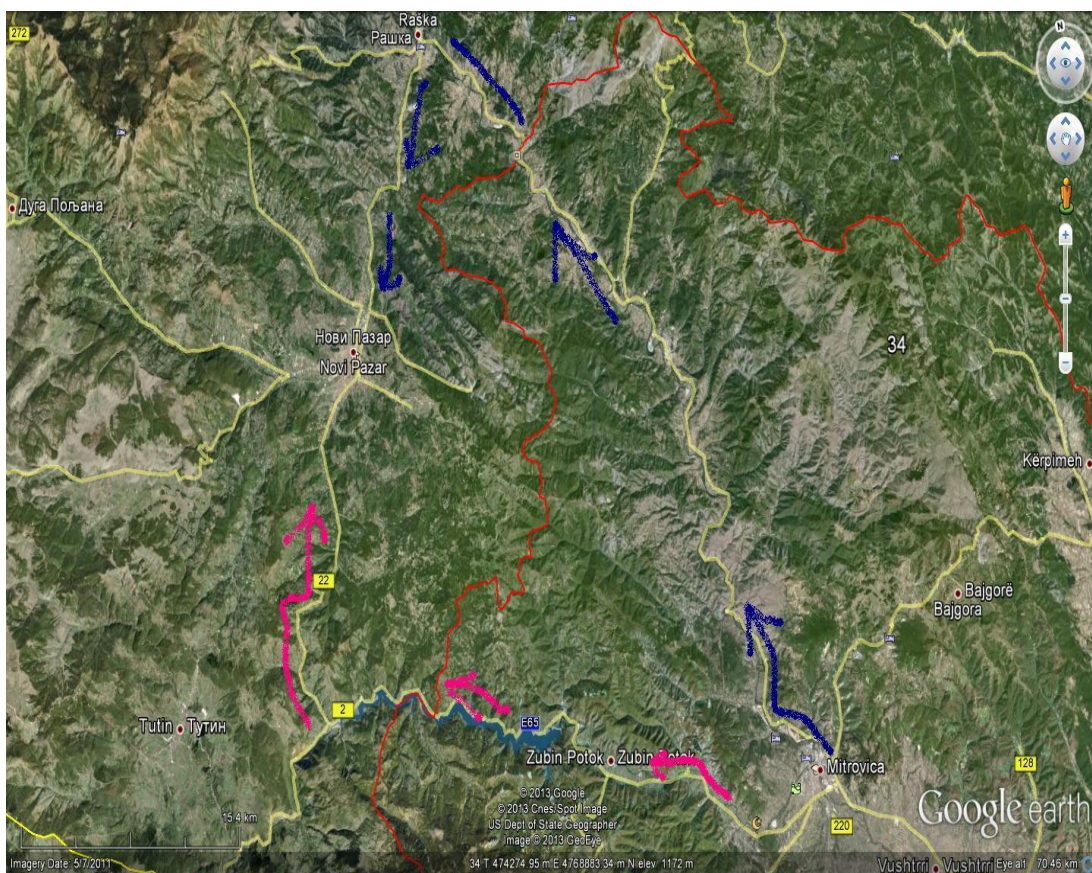 Raška
Рашка
272
N
Дуга Пољана
Нови Пазар
Novi Pazar
34
Kërpimeh
22
Bajgorë
Bajgora
Tutin Тутин
2
E65
Zubin Potok Zubin Potok
Mitrovica
128
220
© 2013 Google
© 2013 Cnes/Spot Image
US Dept of State Geographer
Image © 2013 GeoEye
Google earth
15.4 km
Imagery Date: 5/7/2011
34 T 474274.95 m E 4768883.34 m N elev 1172 m
Vushtrri Vushtrri
Eye alt 70.46 km